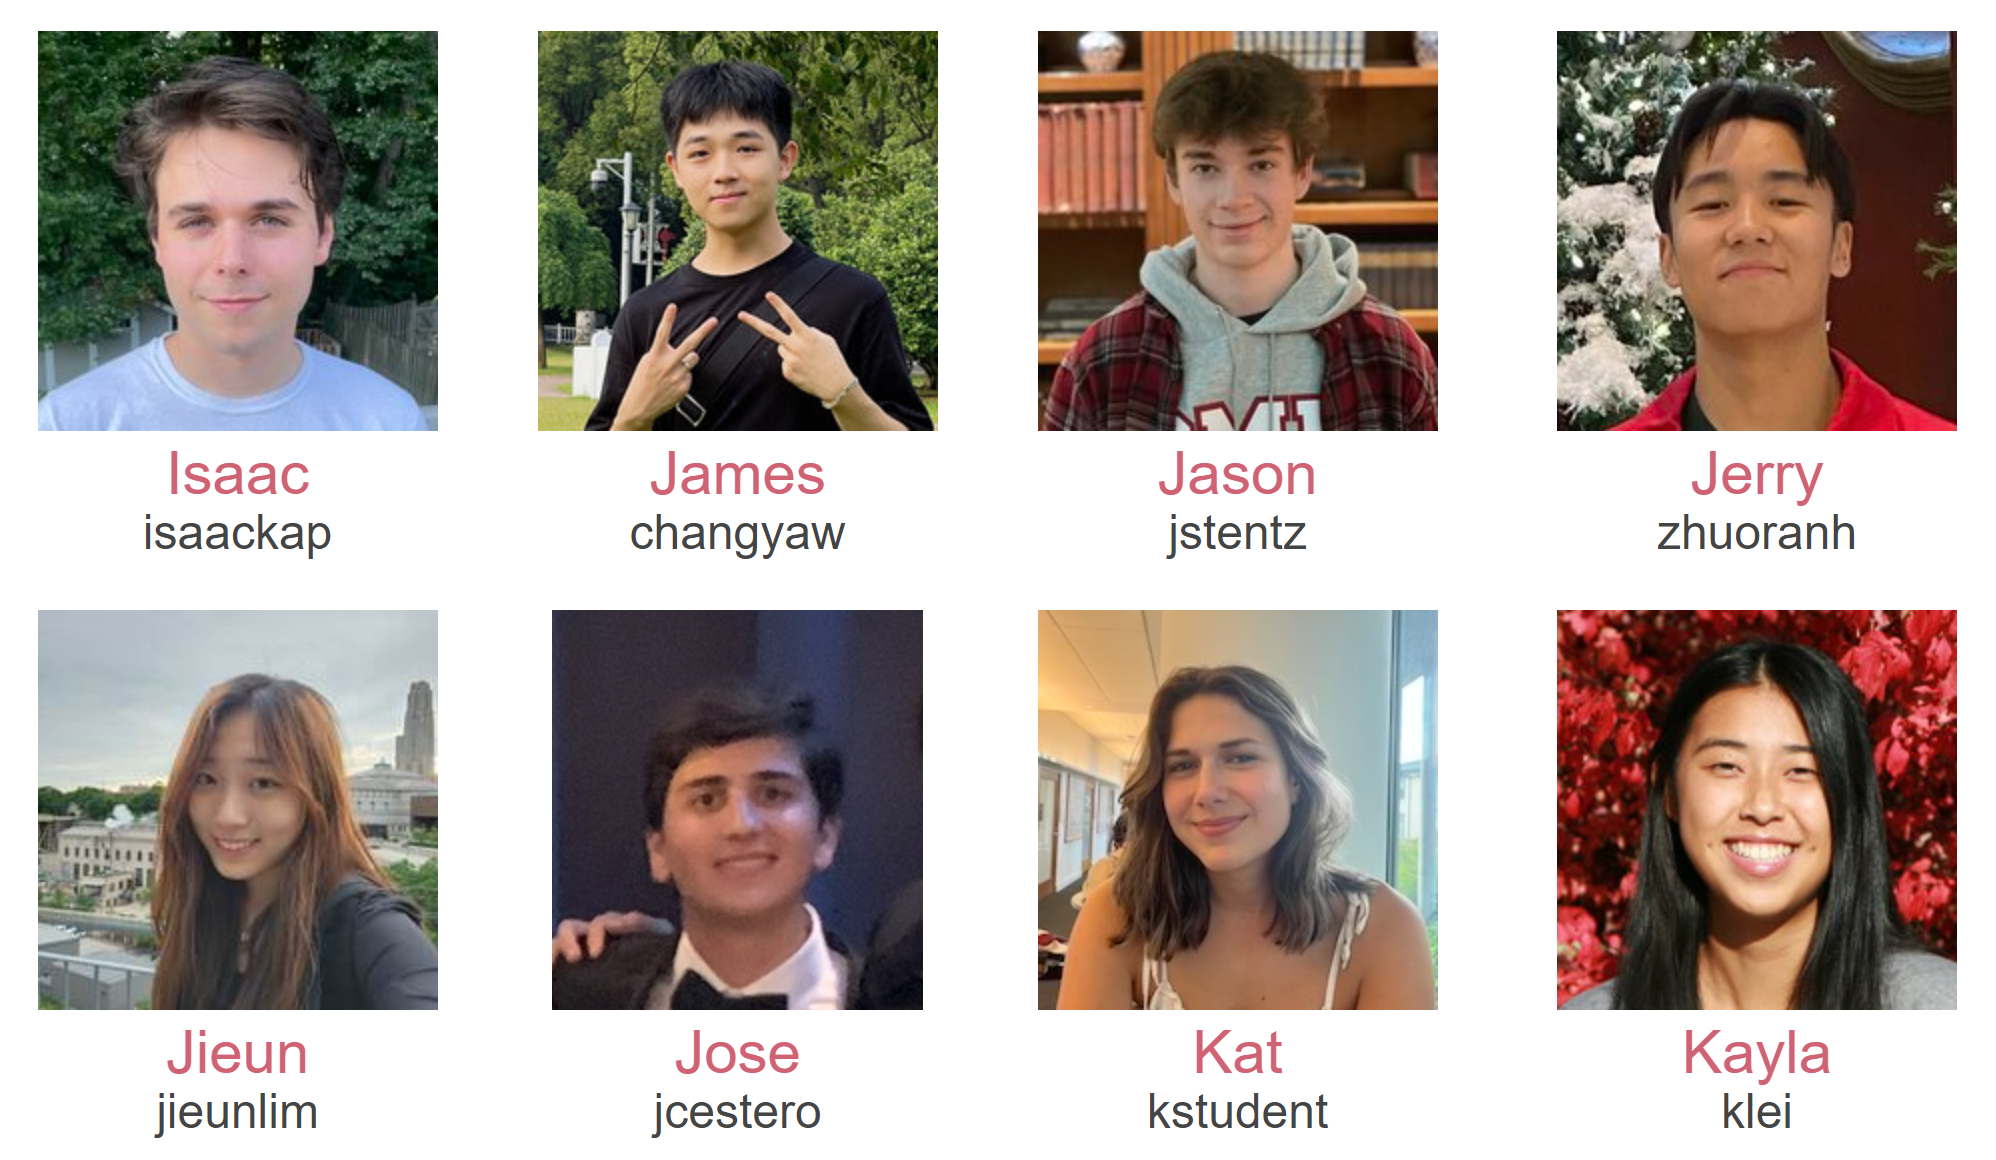 Isaac
isaackap
James
changyaw
Jason
jstentz
Jerry
zhuoranh
Jieun
jieunlim
Jose
jcestero
Kat
kstudent
Kayla
klei